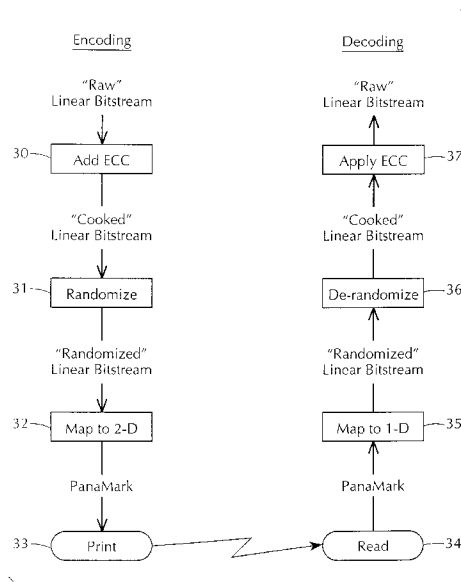 Encoding
"Raw"
Linear Bitstream
30
Add ECC
"Cooked"
Linear Bitstream
31
Randomize
"Randomized"
Linear Bitstream
32
Map to 2-D
PanaMark
33
Print
Decoding
"Raw"
Linear Bitstream
Apply ECC
37
"Cooked"
Linear Bitstream
De-randomize
36
"Randomized"
Linear Bitstream
Map to 1-D
35
PanaMark
Read
34